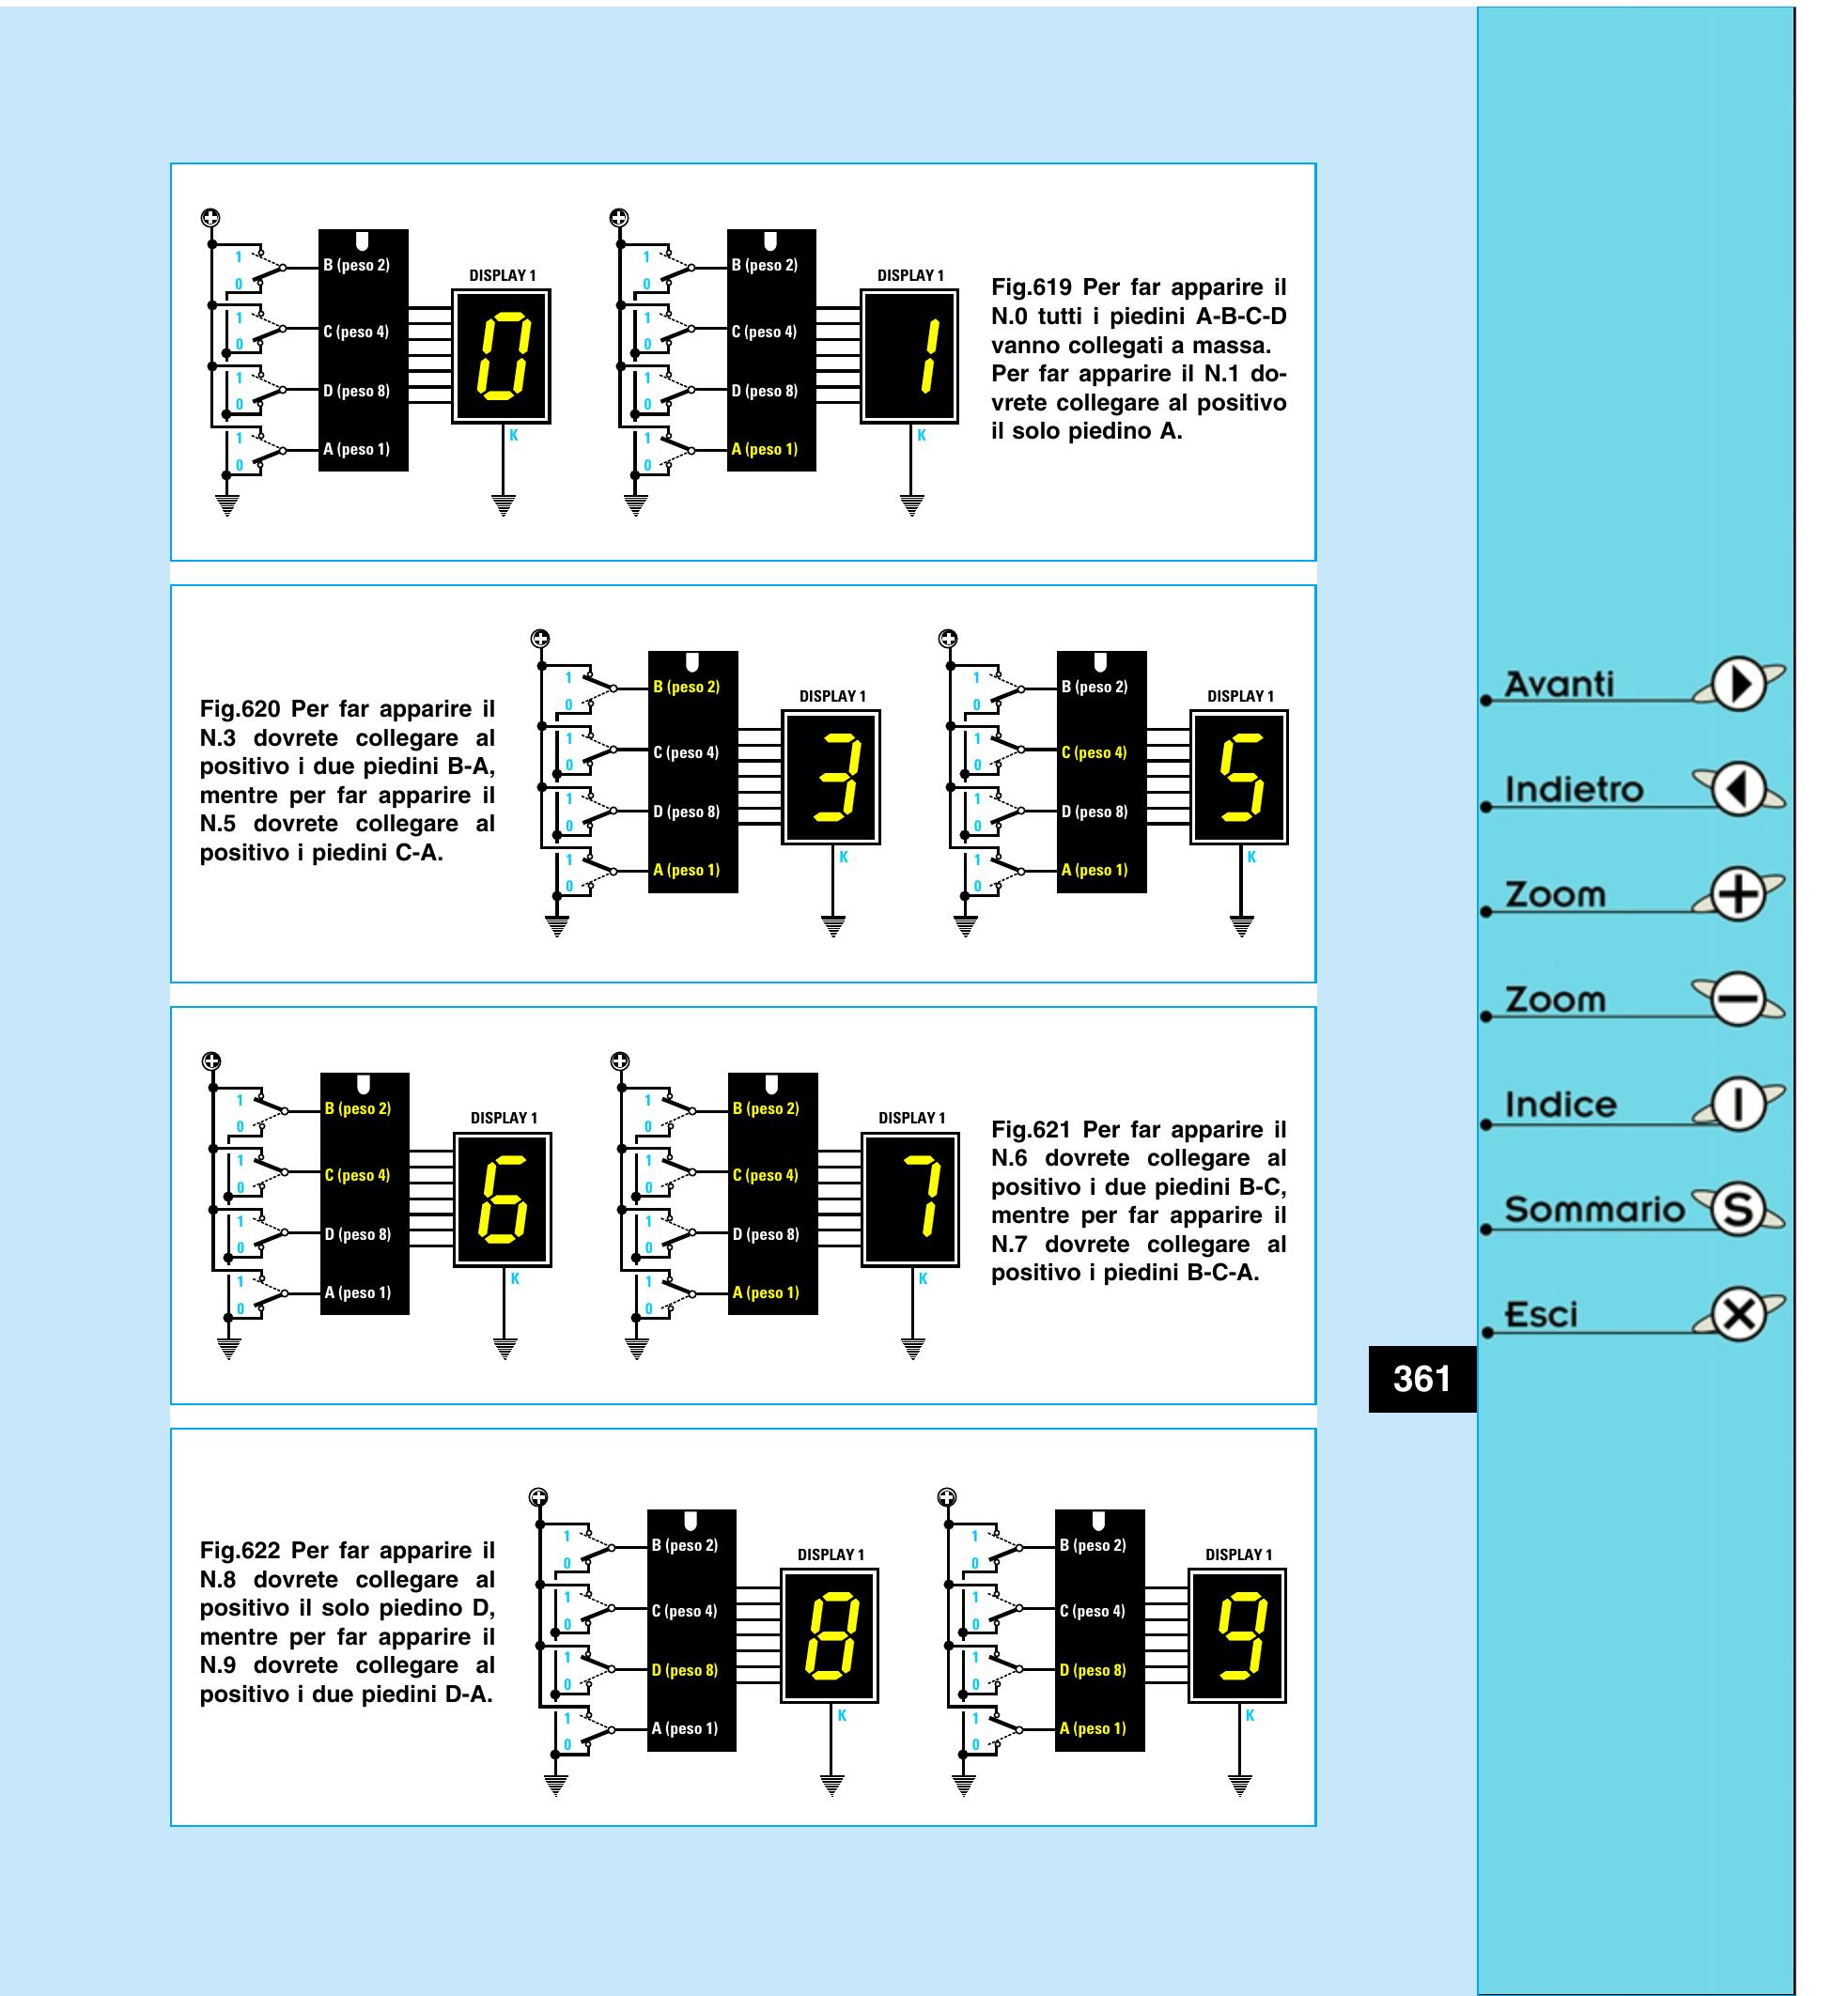 1
0
1
0
1
0
1
0
B (peso 2)
C (peso 4)
D (peso 8)
A (peso 1)
DISPLAY 1
0
K
1
0
1
0
1
0
1
0
B (peso 2)
C (peso 4)
D (peso 8)
A (peso 1)
DISPLAY 1
1
K
Fig.619 Per far apparire il
N.0 tutti i piedini A-B-C-D
vanno collegati a massa.
Per far apparire il N.1 do-
vrete collegare al positivo
il solo piedino A.
Fig.620 Per far apparire il
N.3 dovrete collegare al
positivo i due piedini B-A,
mentre per far apparire il
N.5 dovrete collegare al
positivo i piedini C-A.
1
0
1
0
1
0
1
0
B (peso 2)
C (peso 4)
D (peso 8)
A (peso 1)
DISPLAY 1
3
K
1
0
1
0
1
0
1
0
B (peso 2)
C (peso 4)
D (peso 8)
A (peso 1)
DISPLAY 1
5
K
1
0
1
0
1
0
1
0
B (peso 2)
C (peso 4)
D (peso 8)
A (peso 1)
DISPLAY 1
6
K
1
0
1
0
1
0
1
0
B (peso 2)
C (peso 4)
D (peso 8)
A (peso 1)
DISPLAY 1
7
K
Fig.621 Per far apparire il
N.6 dovrete collegare al
positivo i due piedini B-C,
mentre per far apparire il
N.7 dovrete collegare al
positivo i piedini B-C-A.
Fig.622 Per far apparire il
N.8 dovrete collegare al
positivo il solo piedino D,
mentre per far apparire il
N.9 dovrete collegare al
positivo i due piedini D-A.
1
0
1
0
1
0
1
0
B (peso 2)
C (peso 4)
D (peso 8)
A (peso 1)
DISPLAY 1
8
K
1
0
1
0
1
0
1
0
B (peso 2)
C (peso 4)
D (peso 8)
A (peso 1)
DISPLAY 1
9
K
361
Avanti
Indietro
Zoom
Zoom
Indice I
Sommario S
Esci